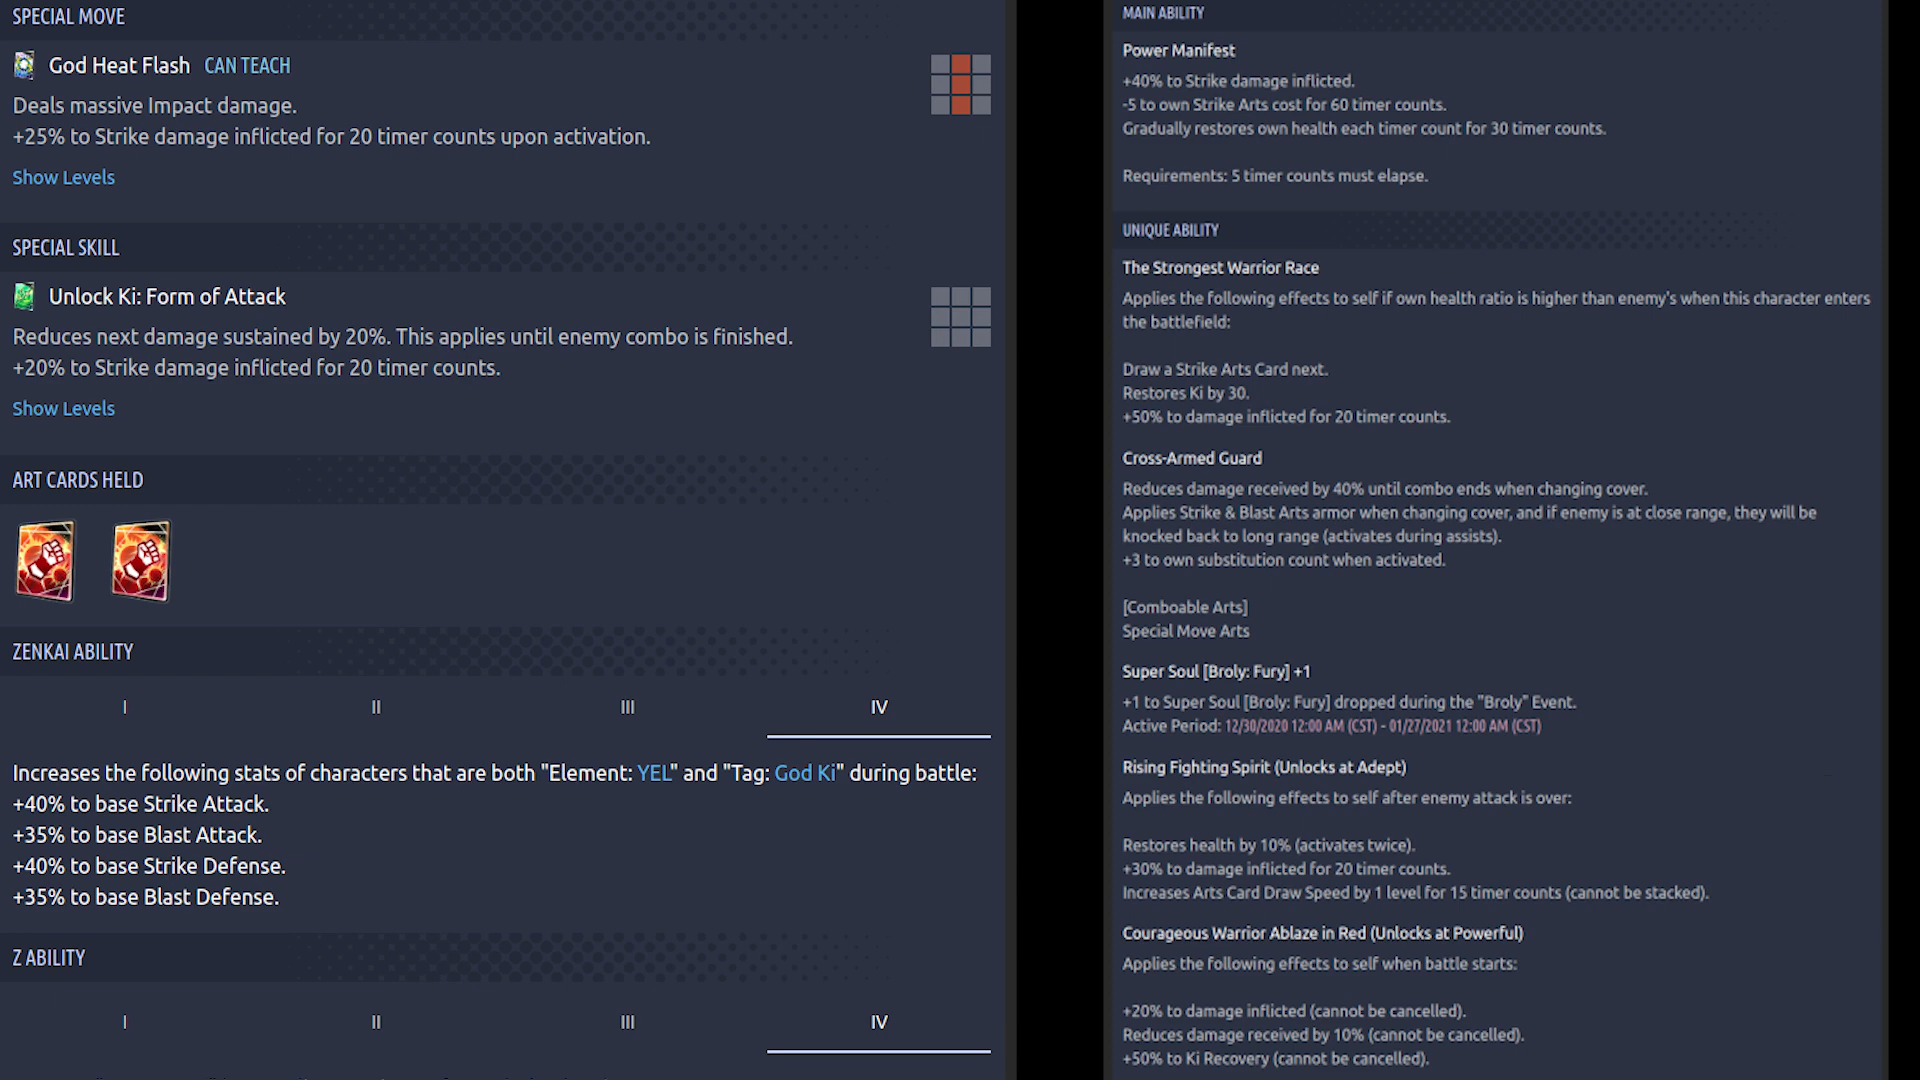 SPECIAL MOVE
God Heat Flash CAN TEACH
Deals massive Impact damage.
+25% to Strike damage inflicted for 20 timer counts upon activation.
Show Levels
SPECIAL SKILL
Unlock Ki: Form of Attack
Reduces next damage sustained by 20%. This applies until enemy combo is finished.
+20% to Strike damage inflicted for 20 timer counts.
Show Levels
ART CARDS HELD
ZENKAI ABILITY
I II III IV
Increases the following stats of characters that are both "Element: YEL" and "Tag: God Ki" during battle:
+40% to base Strike Attack.
+35% to base Blast Attack.
+40% to base Strike Defense.
+35% to base Blast Defense.
Z ABILITY
I II III IV
MAIN ABILITY
Power Manifest
+40% to Strike damage inflicted.
-5 to own Strike Arts cost for 60 timer counts.
Gradually restores own health each timer count for 30 timer counts.
Requirements: 5 timer counts must elapse.
UNIQUE ABILITY
The Strongest Warrior Race
Applies the following effects to self if own health ratio is higher than enemy's when this character enters
the battlefield:
Draw a Strike Arts Card next.
Restores Ki by 30.
+50% to damage inflicted for 20 timer counts.
Cross-Armed Guard
Reduces damage received by 40% until combo ends when changing cover.
Applies Strike & Blast Arts armor when changing cover, and if enemy is at close range, they will be
knocked back to long range (activates during assists).
+3 to own substitution count when activated.
[Comboable Arts]
Special Move Arts
Super Soul [Broly: Fury] +1
+1 to Super Soul [Broly: Fury] dropped during the "Broly" Event.
Active Period: 12/30/2020 12:00 AM (CST) - 01/27/2021 12:00 AM (CST)
Rising Fighting Spirit (Unlocks at Adept)
Applies the following effects to self after enemy attack is over:
Restores health by 10% (activates twice).
+30% to damage inflicted for 20 timer counts.
Increases Arts Card Draw Speed by 1 level for 15 timer counts (cannot be stacked).
Courageous Warrior Ablaze in Red (Unlocks at Powerful)
Applies the following effects to self when battle starts:
+20% to damage inflicted (cannot be cancelled).
Reduces damage received by 10% (cannot be cancelled).
+50% to Ki Recovery (cannot be cancelled).